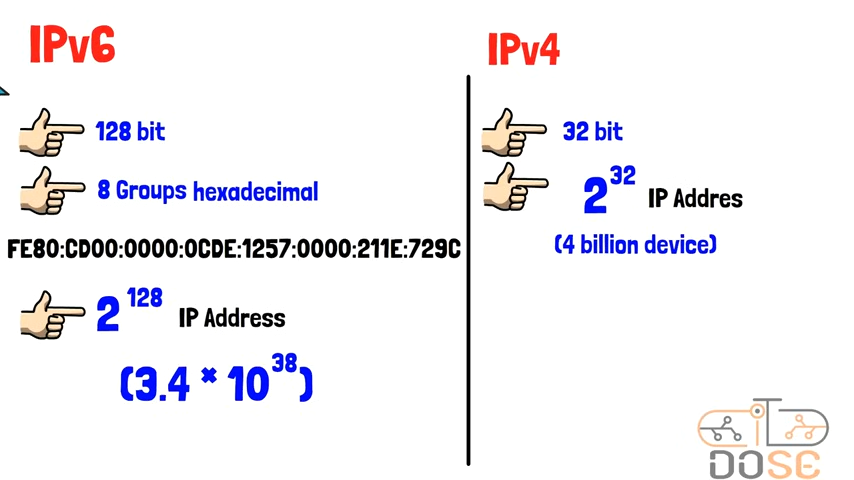 IPv6
128 bit
8 Groups hexadecimal
FE80:CD00:0000:0CDE:1257:0000:211E:729C
2^128 IP Address
(3.4 * 10^38)
IPv4
32 bit
2^32 IP Addres
(4 billion device)
iT
DOSE